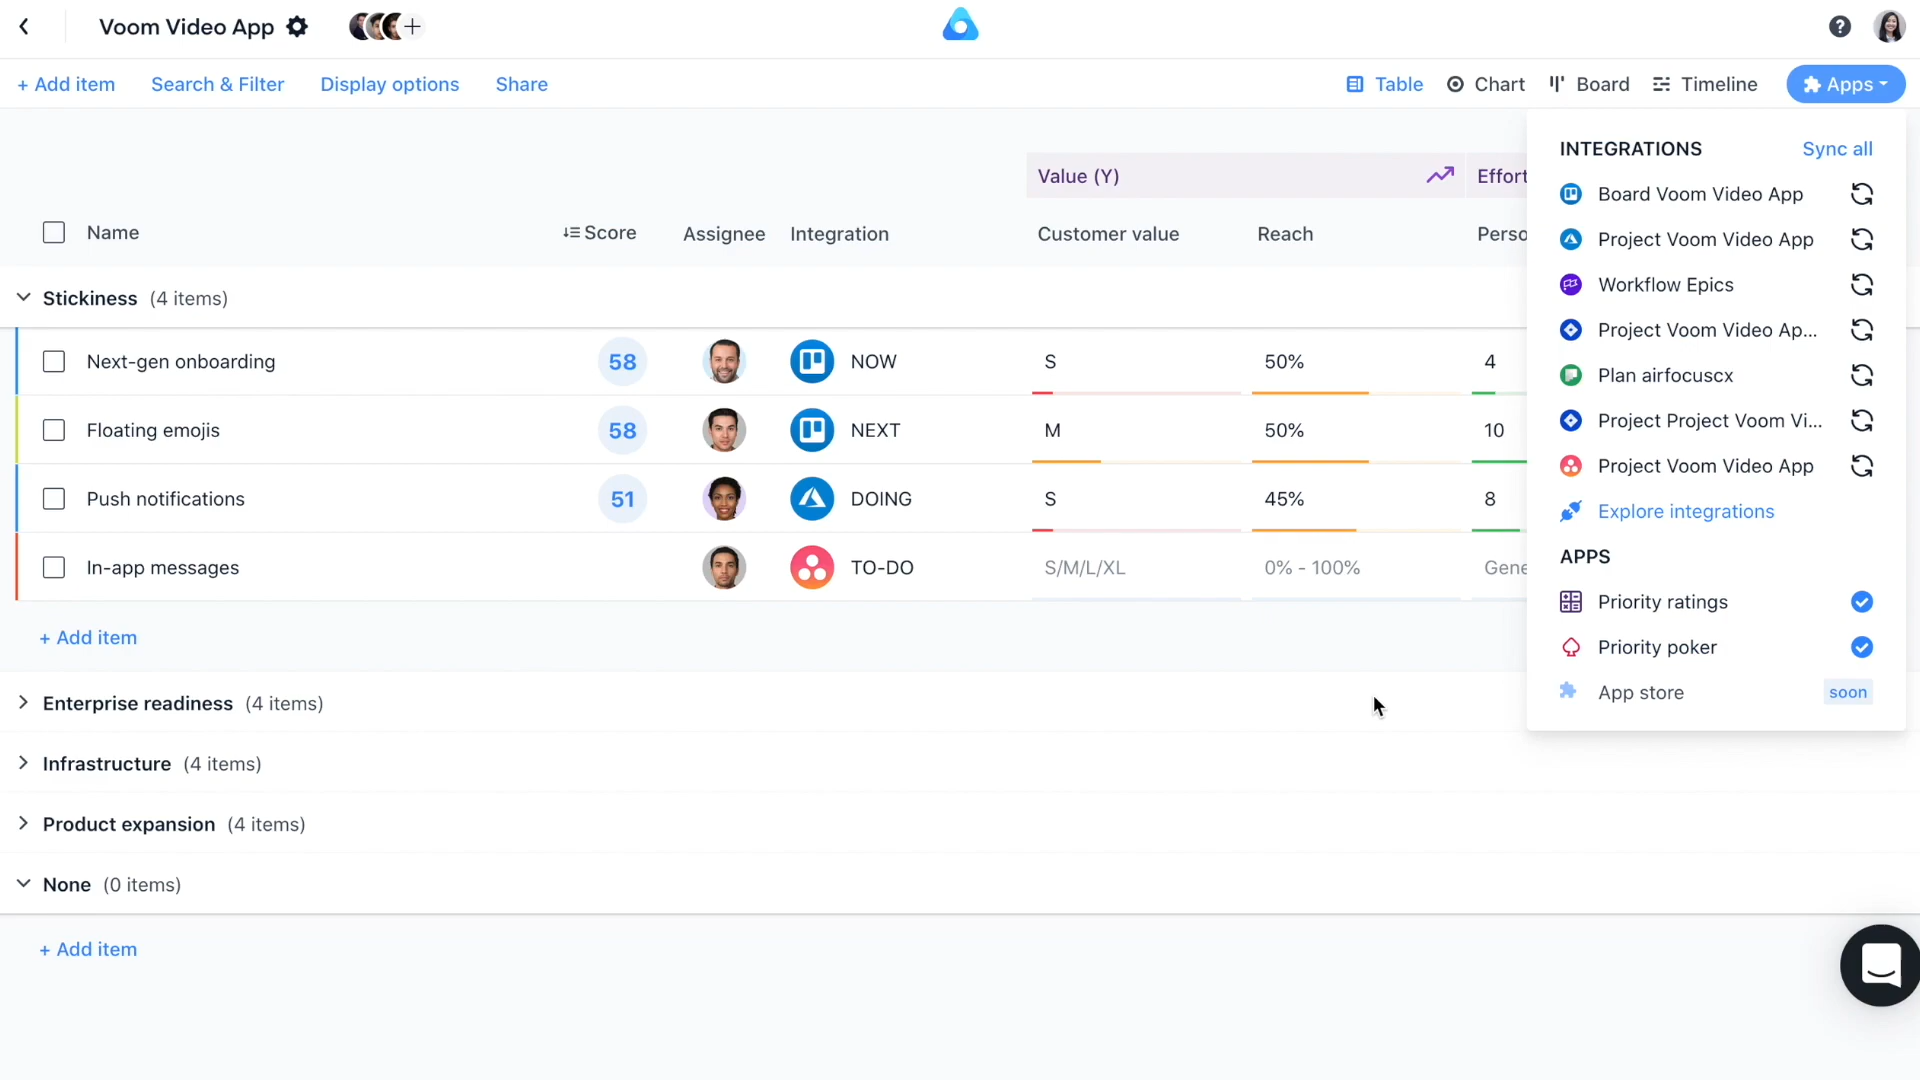 Voom Video App
+ Add item Search & Filter Display options Share Table Chart Board Timeline Apps
INTEGRATIONS Sync all
Board Voom Video App
Project Voom Video App
Workflow Epics
Project Voom Video Ap...
Plan airfocuscx
Project Project Voom Vi...
Project Voom Video App
Explore integrations
APPS
Priority ratings
Priority poker
App store soon
Value (Y) Effort
Name Score Assignee Integration Customer value Reach Perso
Stickiness (4 items)
Next-gen onboarding 58 NOW S 50% 4
Floating emojis 58 NEXT M 50% 10
Push notifications 51 DOING S 45% 8
In-app messages TO-DO S/M/L/XL 0% - 100% Gene
+ Add item
Enterprise readiness (4 items)
Infrastructure (4 items)
Product expansion (4 items)
None (0 items)
+ Add item